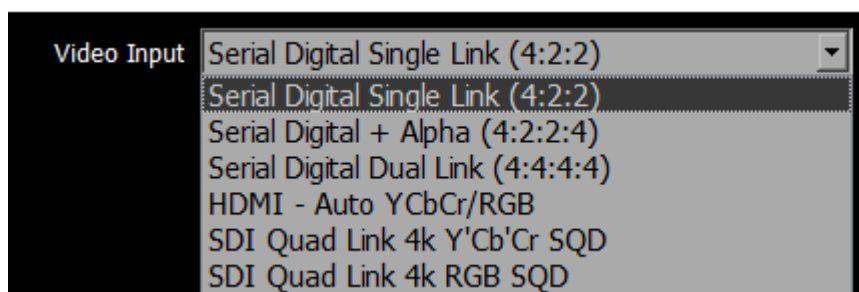 Video Input Serial Digital Single Link (4:2:2)
Serial Digital Single Link (4:2:2)
Serial Digital + Alpha (4:2:2:4)
Serial Digital Dual Link (4:4:4:4)
HDMI - Auto YCbCr/RGB
SDI Quad Link 4k Y'Cb'Cr SQD
SDI Quad Link 4k RGB SQD